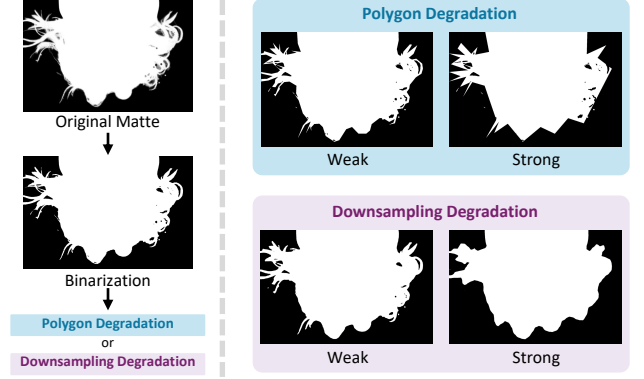 Original Matte
Binarization
Polygon Degradation
or
Downsampling Degradation
Polygon Degradation
Weak
Strong
Downsampling Degradation
Weak
Strong